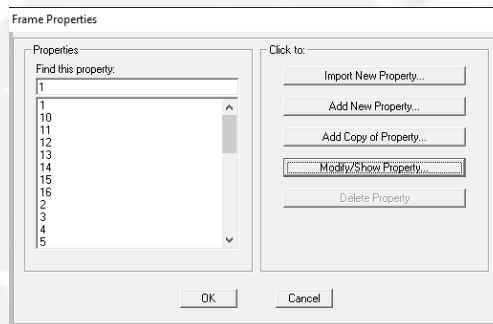 Frame Properties
Properties
Find this property:
1
1
10
11
12
13
14
15
16
2
3
4
5
Click to:
Import New Property...
Add New Property...
Add Copy of Property...
Modify/Show Property...
Delete Property
OK
Cancel